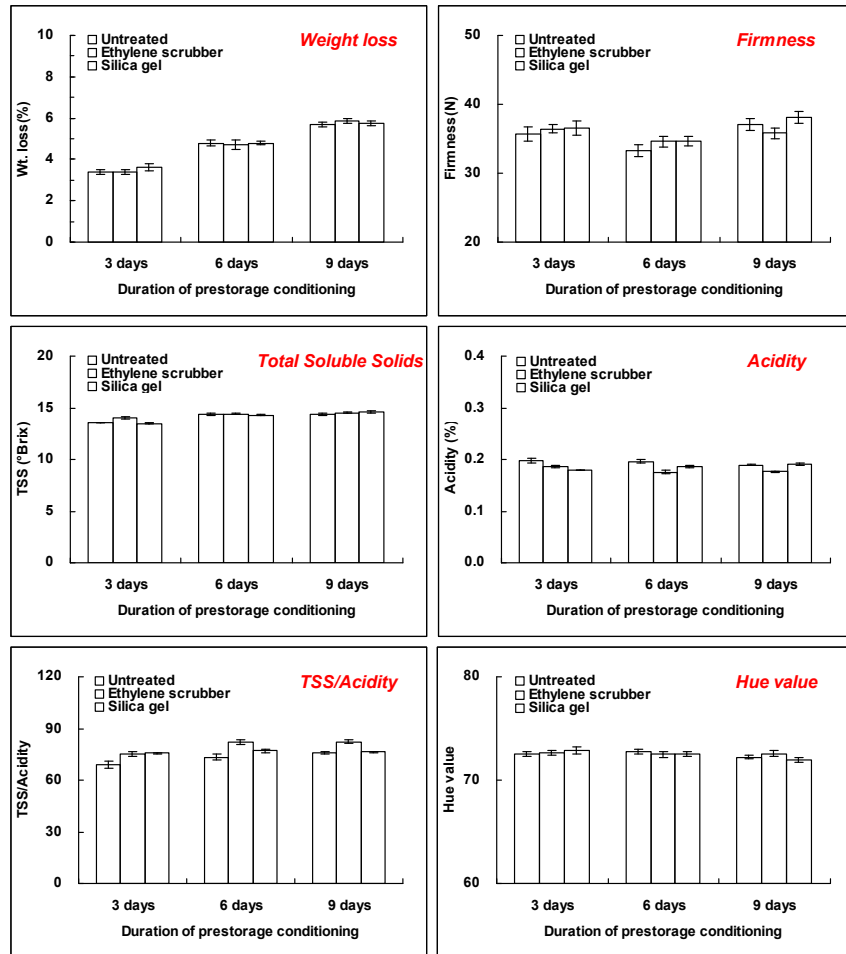 Weight loss
Untreated
Ethylene scrubber
Silica gel
Wt. loss (%)
10
8
6
4
2
0
3 days 6 days 9 days
Duration of prestorage conditioning
Firmness
Untreated
Ethylene scrubber
Silica gel
Firmness (N)
50
40
30
20
3 days 6 days 9 days
Duration of prestorage conditioning
Total Soluble Solids
Untreated
Ethylene scrubber
Silica gel
TSS (°Brix)
20
15
10
5
0
3 days 6 days 9 days
Duration of prestorage conditioning
Acidity
Untreated
Ethylene scrubber
Silica gel
Acidity (%)
0.4
0.3
0.2
0.1
0.0
3 days 6 days 9 days
Duration of prestorage conditioning
TSS/Acidity
Untreated
Ethylene scrubber
Silica gel
TSS/Acidity
120
90
60
30
0
3 days 6 days 9 days
Duration of prestorage conditioning
Hue value
Untreated
Ethylene scrubber
Silica gel
Hue value
80
70
60
3 days 6 days 9 days
Duration of prestorage conditioning